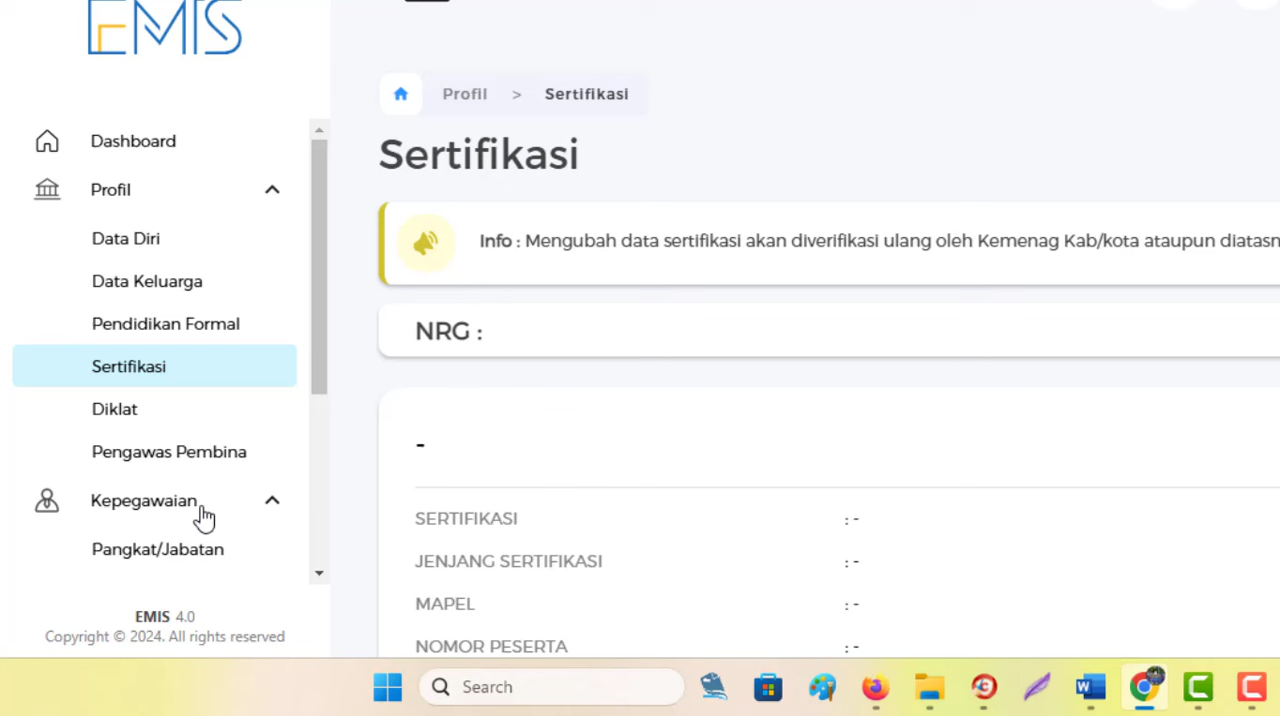 EMIS
Dashboard
Profil
Data Diri
Data Keluarga
Pendidikan Formal
Sertifikasi
Diklat
Pengawas Pembina
Kepegawaian
Pangkat/Jabatan
EMIS 4.0
Copyright © 2024. All rights reserved
Profil > Sertifikasi
Sertifikasi
Info : Mengubah data sertifikasi akan diverifikasi ulang oleh Kemenag Kab/kota ataupun diatasn
NRG :
-
SERTIFIKASI : -
JENJANG SERTIFIKASI : -
MAPEL : -
NOMOR PESERTA : -
Search